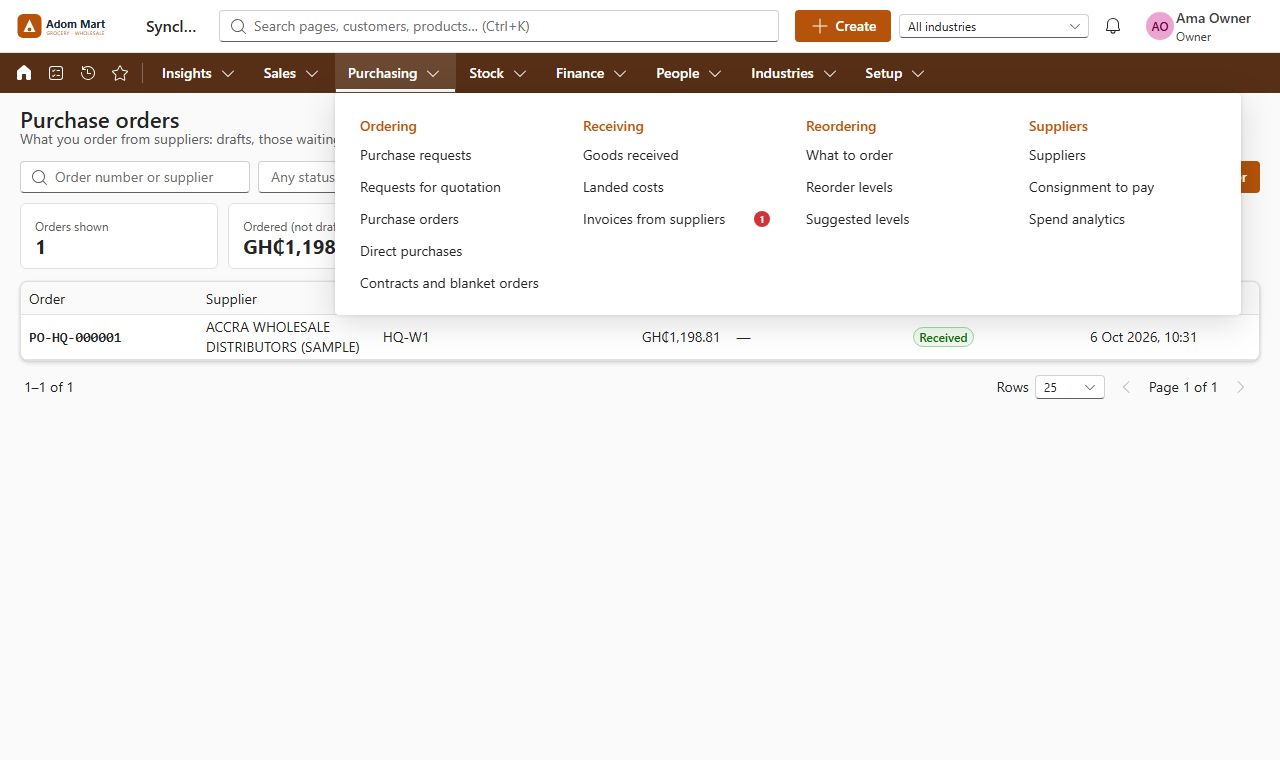 Adom Mart
GROCERY · WHOLESALE
Syncl...
Search pages, customers, products... (Ctrl+K)
Create
All industries
AO
Ama Owner
Owner
Insights
Sales
Purchasing
Stock
Finance
People
Industries
Setup
Purchase orders
What you order from suppliers: drafts, those waiting
Ordering
Purchase requests
Requests for quotation
Purchase orders
Direct purchases
Contracts and blanket orders
Receiving
Goods received
Landed costs
Invoices from suppliers
1
Reordering
What to order
Reorder levels
Suggested levels
Suppliers
Suppliers
Consignment to pay
Spend analytics
Order number or supplier
Any status
Orders shown
1
Ordered (not draf
GH₵1,198
Order
Supplier
PO-HQ-000001
ACCRA WHOLESALE
DISTRIBUTORS (SAMPLE)
HQ-W1
GH₵1,198.81
—
Received
6 Oct 2026, 10:31
1–1 of 1
Rows
25
Page 1 of 1